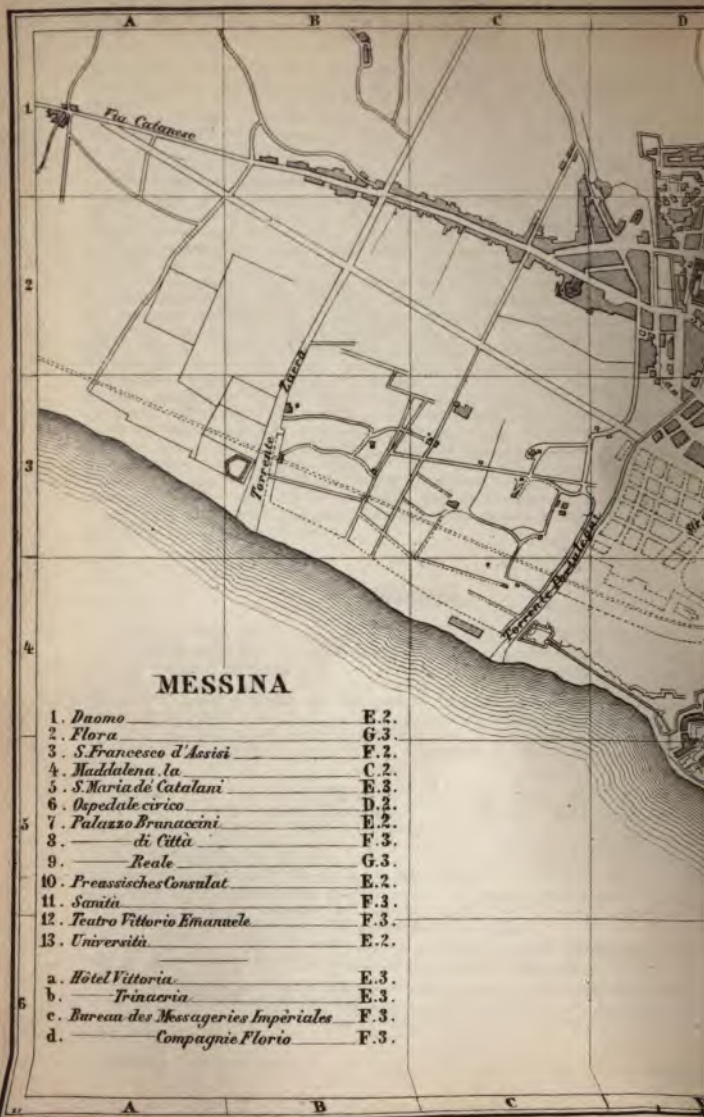 A B C D
1
Via Catanese
2
Torrente Zaera
3
Torrente Portalegni
4
MESSINA
1. Duomo E.2.
2. Flora G.3.
3. S. Francesco d'Assisi F.2.
4. Maddalena, la C.2.
5. S. Maria de' Catalani E.3.
6. Ospedale civico D.2.
7. Palazzo Brunaccini E.2.
8. —— di Città F.3.
9. —— Reale G.3.
10. Preussisches Consulat E.2.
11. Sanità F.3.
12. Teatro Vittorio Emanuele F.3.
13. Università E.2.
a. Hôtel Vittoria E.3.
b. —— Trinacria E.3.
c. Bureau des Messageries Impèriales F.3.
d. —— Compagnie Florio F.3.
5
6
A B C